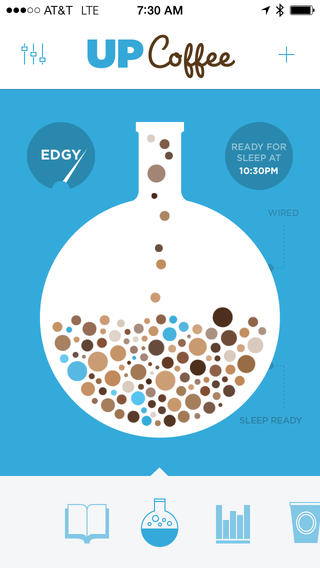 AT&T LTE 7:30 AM
UP Coffee
EDGY
READY FOR
SLEEP AT
10:30PM
WIRED
SLEEP READY